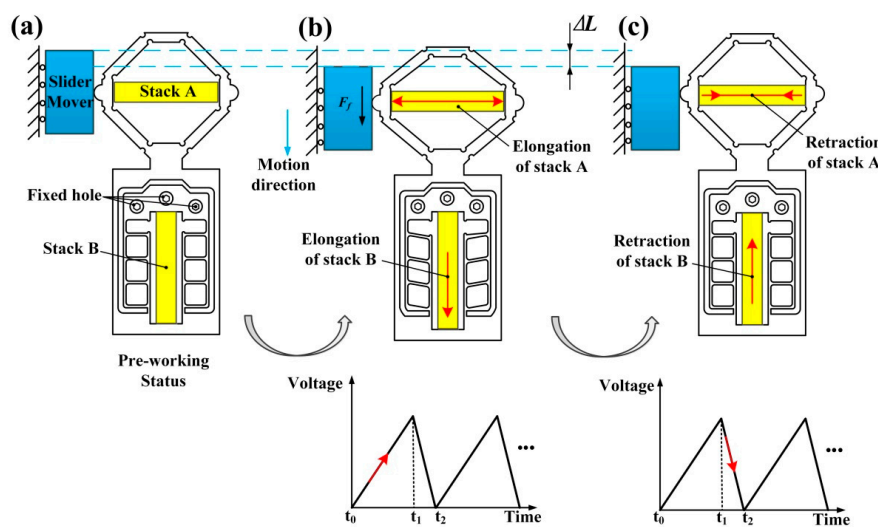 (a)
Slider
Mover
Stack A
Fixed hole
Stack B
Pre-working
Status
(b)
ΔL
F_f
Motion
direction
Elongation
of stack A
Elongation
of stack B
Voltage
t₀
t₁
t₂
Time
...
(c)
Retraction
of stack A
Retraction
of stack B
Voltage
t₀
t₁
t₂
Time
...